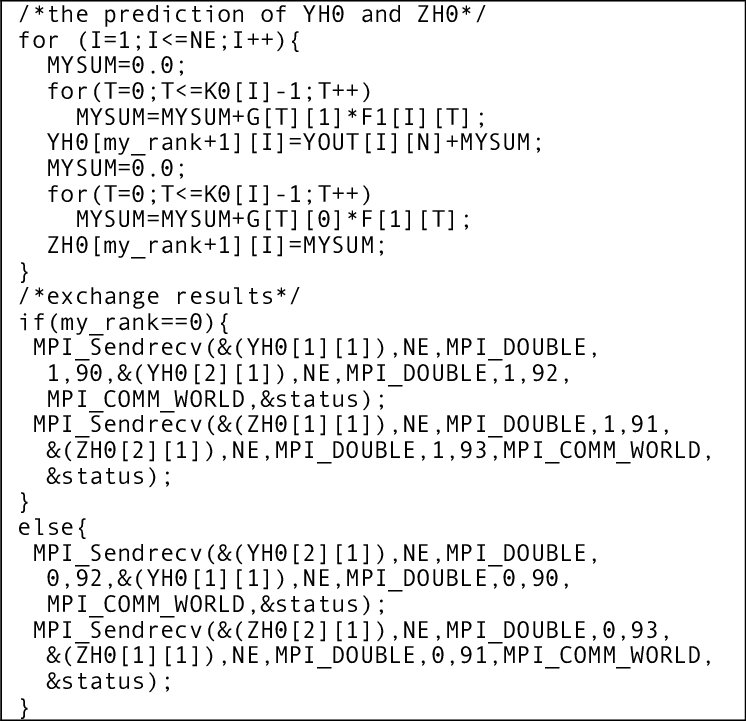 /*the prediction of YH0 and ZH0*/
for (I=1;I<=NE;I++){
  MYSUM=0.0;
  for(T=0;T<=K0[I]-1;T++)
    MYSUM=MYSUM+G[T][1]*F1[I][T];
  YH0[my_rank+1][I]=YOUT[I][N]+MYSUM;
  MYSUM=0.0;
  for(T=0;T<=K0[I]-1;T++)
    MYSUM=MYSUM+G[T][0]*F[1][T];
  ZH0[my_rank+1][I]=MYSUM;
}
/*exchange results*/
if(my_rank==0){
 MPI_Sendrecv(&(YH0[1][1]),NE,MPI_DOUBLE,
  1,90,&(YH0[2][1]),NE,MPI_DOUBLE,1,92,
  MPI_COMM_WORLD,&status);
 MPI_Sendrecv(&(ZH0[1][1]),NE,MPI_DOUBLE,1,91,
  &(ZH0[2][1]),NE,MPI_DOUBLE,1,93,MPI_COMM_WORLD,
  &status);
}
else{
 MPI_Sendrecv(&(YH0[2][1]),NE,MPI_DOUBLE,
  0,92,&(YH0[1][1]),NE,MPI_DOUBLE,0,90,
  MPI_COMM_WORLD,&status);
 MPI_Sendrecv(&(ZH0[2][1]),NE,MPI_DOUBLE,0,93,
  &(ZH0[1][1]),NE,MPI_DOUBLE,0,91,MPI_COMM_WORLD,
  &status);
}